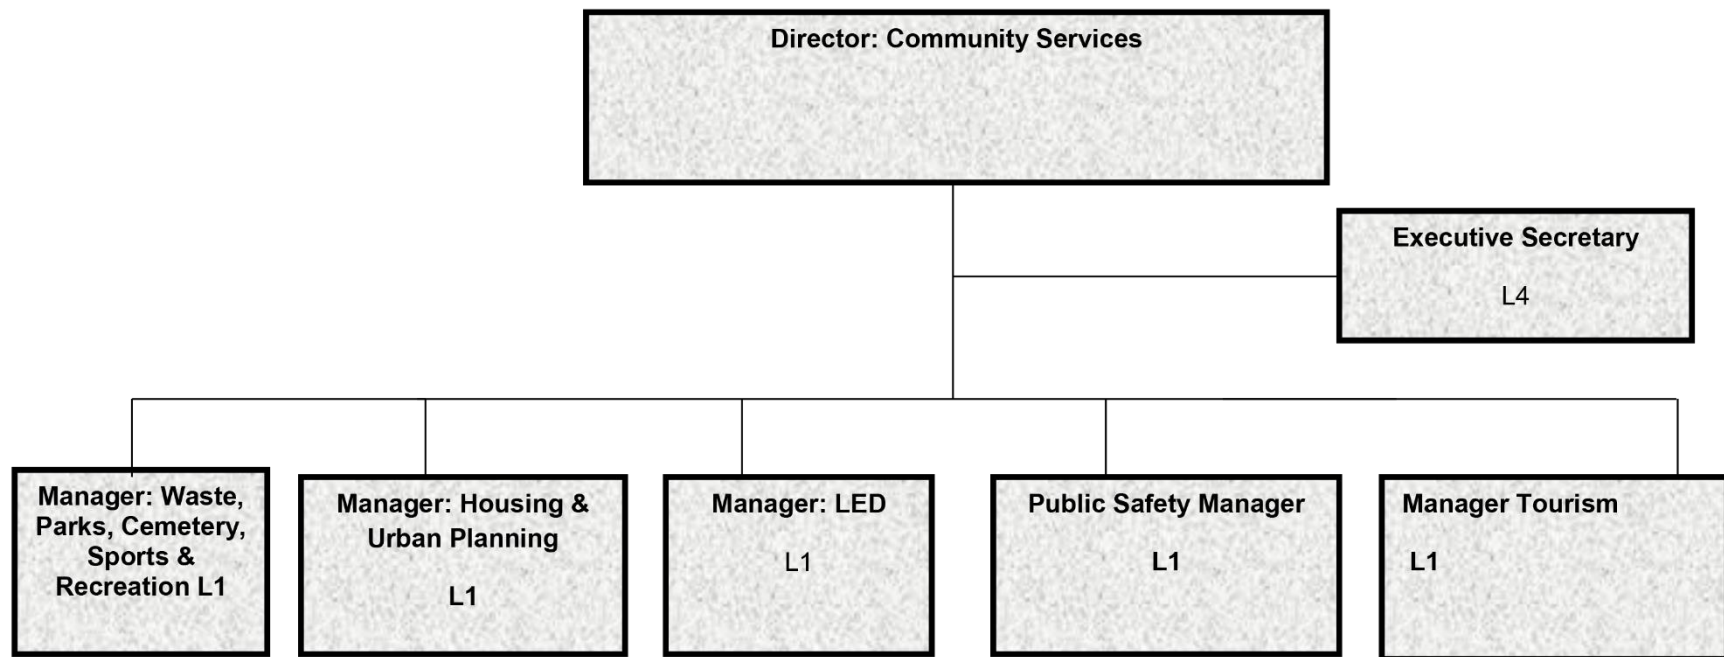 Director: Community Services
Executive Secretary
L4
Manager: Waste,
Parks, Cemetery,
Sports &
Recreation L1
Manager: Housing &
Urban Planning
L1
Manager: LED
L1
Public Safety Manager
L1
Manager Tourism
L1